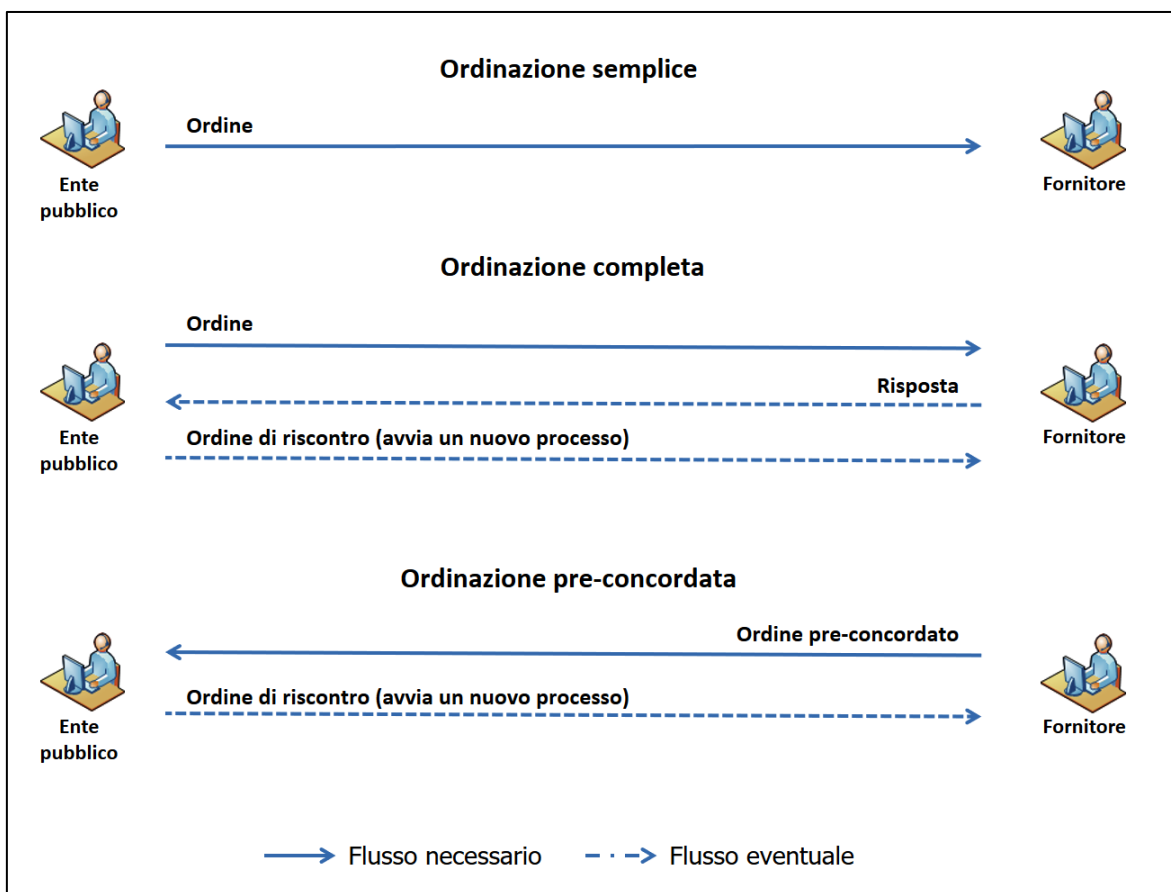 Ordinazione semplice
Ordine
Ente
pubblico
Fornitore
Ordinazione completa
Ordine
Risposta
Ordine di riscontro (avvia un nuovo processo)
Ente
pubblico
Fornitore
Ordinazione pre-concordata
Ordine pre-concordato
Ordine di riscontro (avvia un nuovo processo)
Ente
pubblico
Fornitore
Flusso necessario
Flusso eventuale